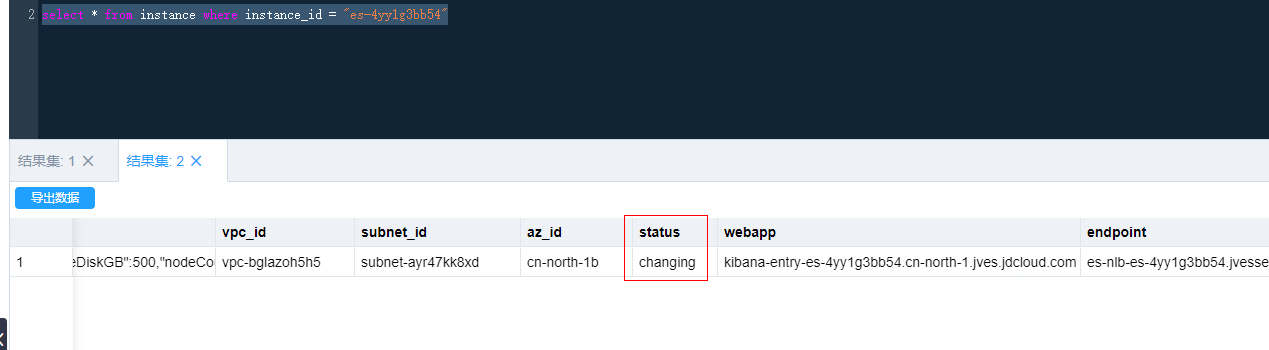 2 select * from instance where instance_id = "es-4yy1g3bb54"
结果集: 1 结果集: 2
导出数据
vpc_id subnet_id az_id status webapp endpoint
1 eDiskGB":500,"nodeCo vpc-bglazoh5h5 subnet-ayr47kk8xd cn-north-1b changing kibana-entry-es-4yy1g3bb54.cn-north-1.jves.jdcloud.com es-nlb-es-4yy1g3bb54.jvesse